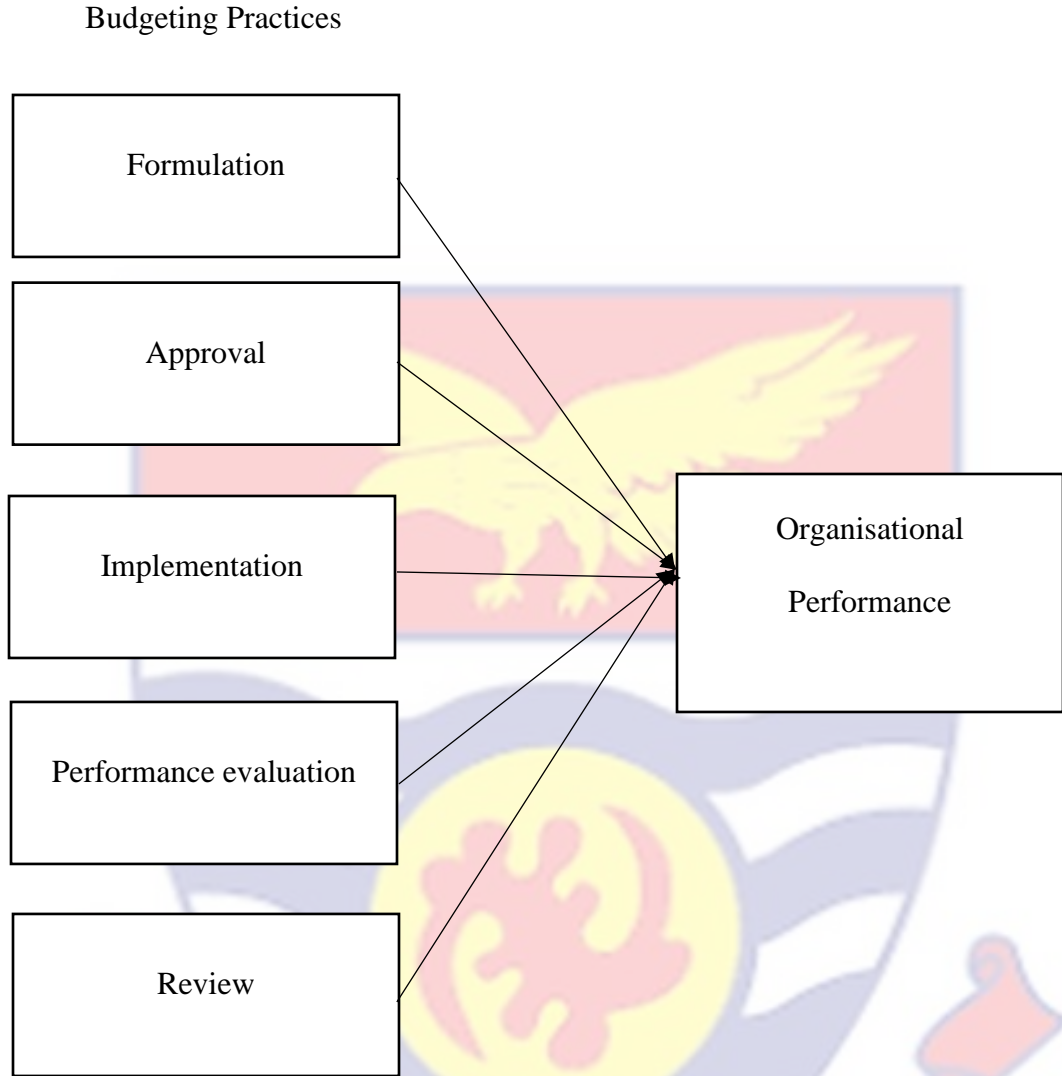 Budgeting Practices
Formulation
Approval
Implementation
Organisational
Performance
Performance evaluation
Review